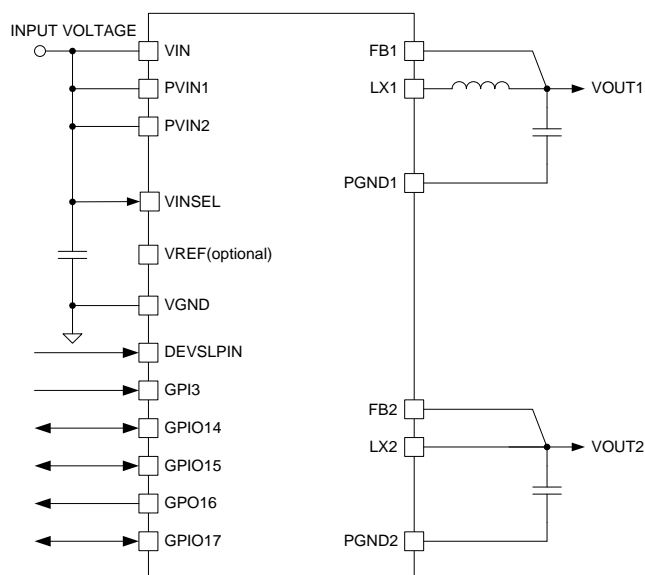 INPUT VOLTAGE
VIN
PVIN1
PVIN2
VINSEL
VREF(optional)
VGND
DEVSLPIN
GPI3
GPIO14
GPIO15
GPO16
GPIO17
FB1
LX1
VOUT1
PGND1
FB2
LX2
VOUT2
PGND2